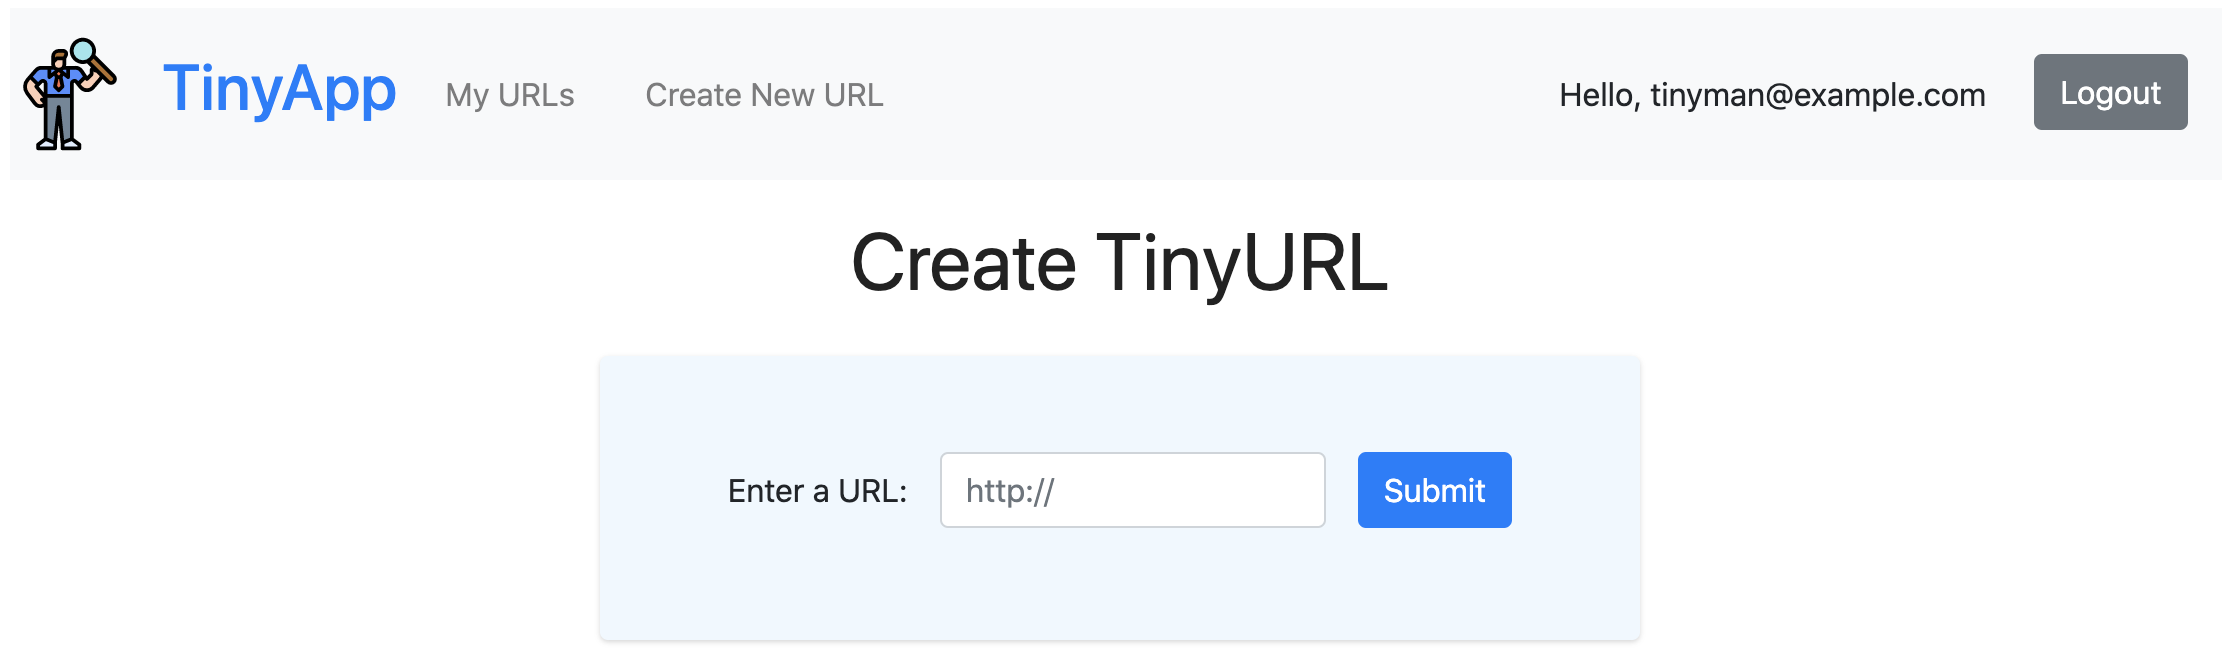 TinyApp My URLs Create New URL Hello, tinyman@example.com Logout
Create TinyURL
Enter a URL: http:// Submit